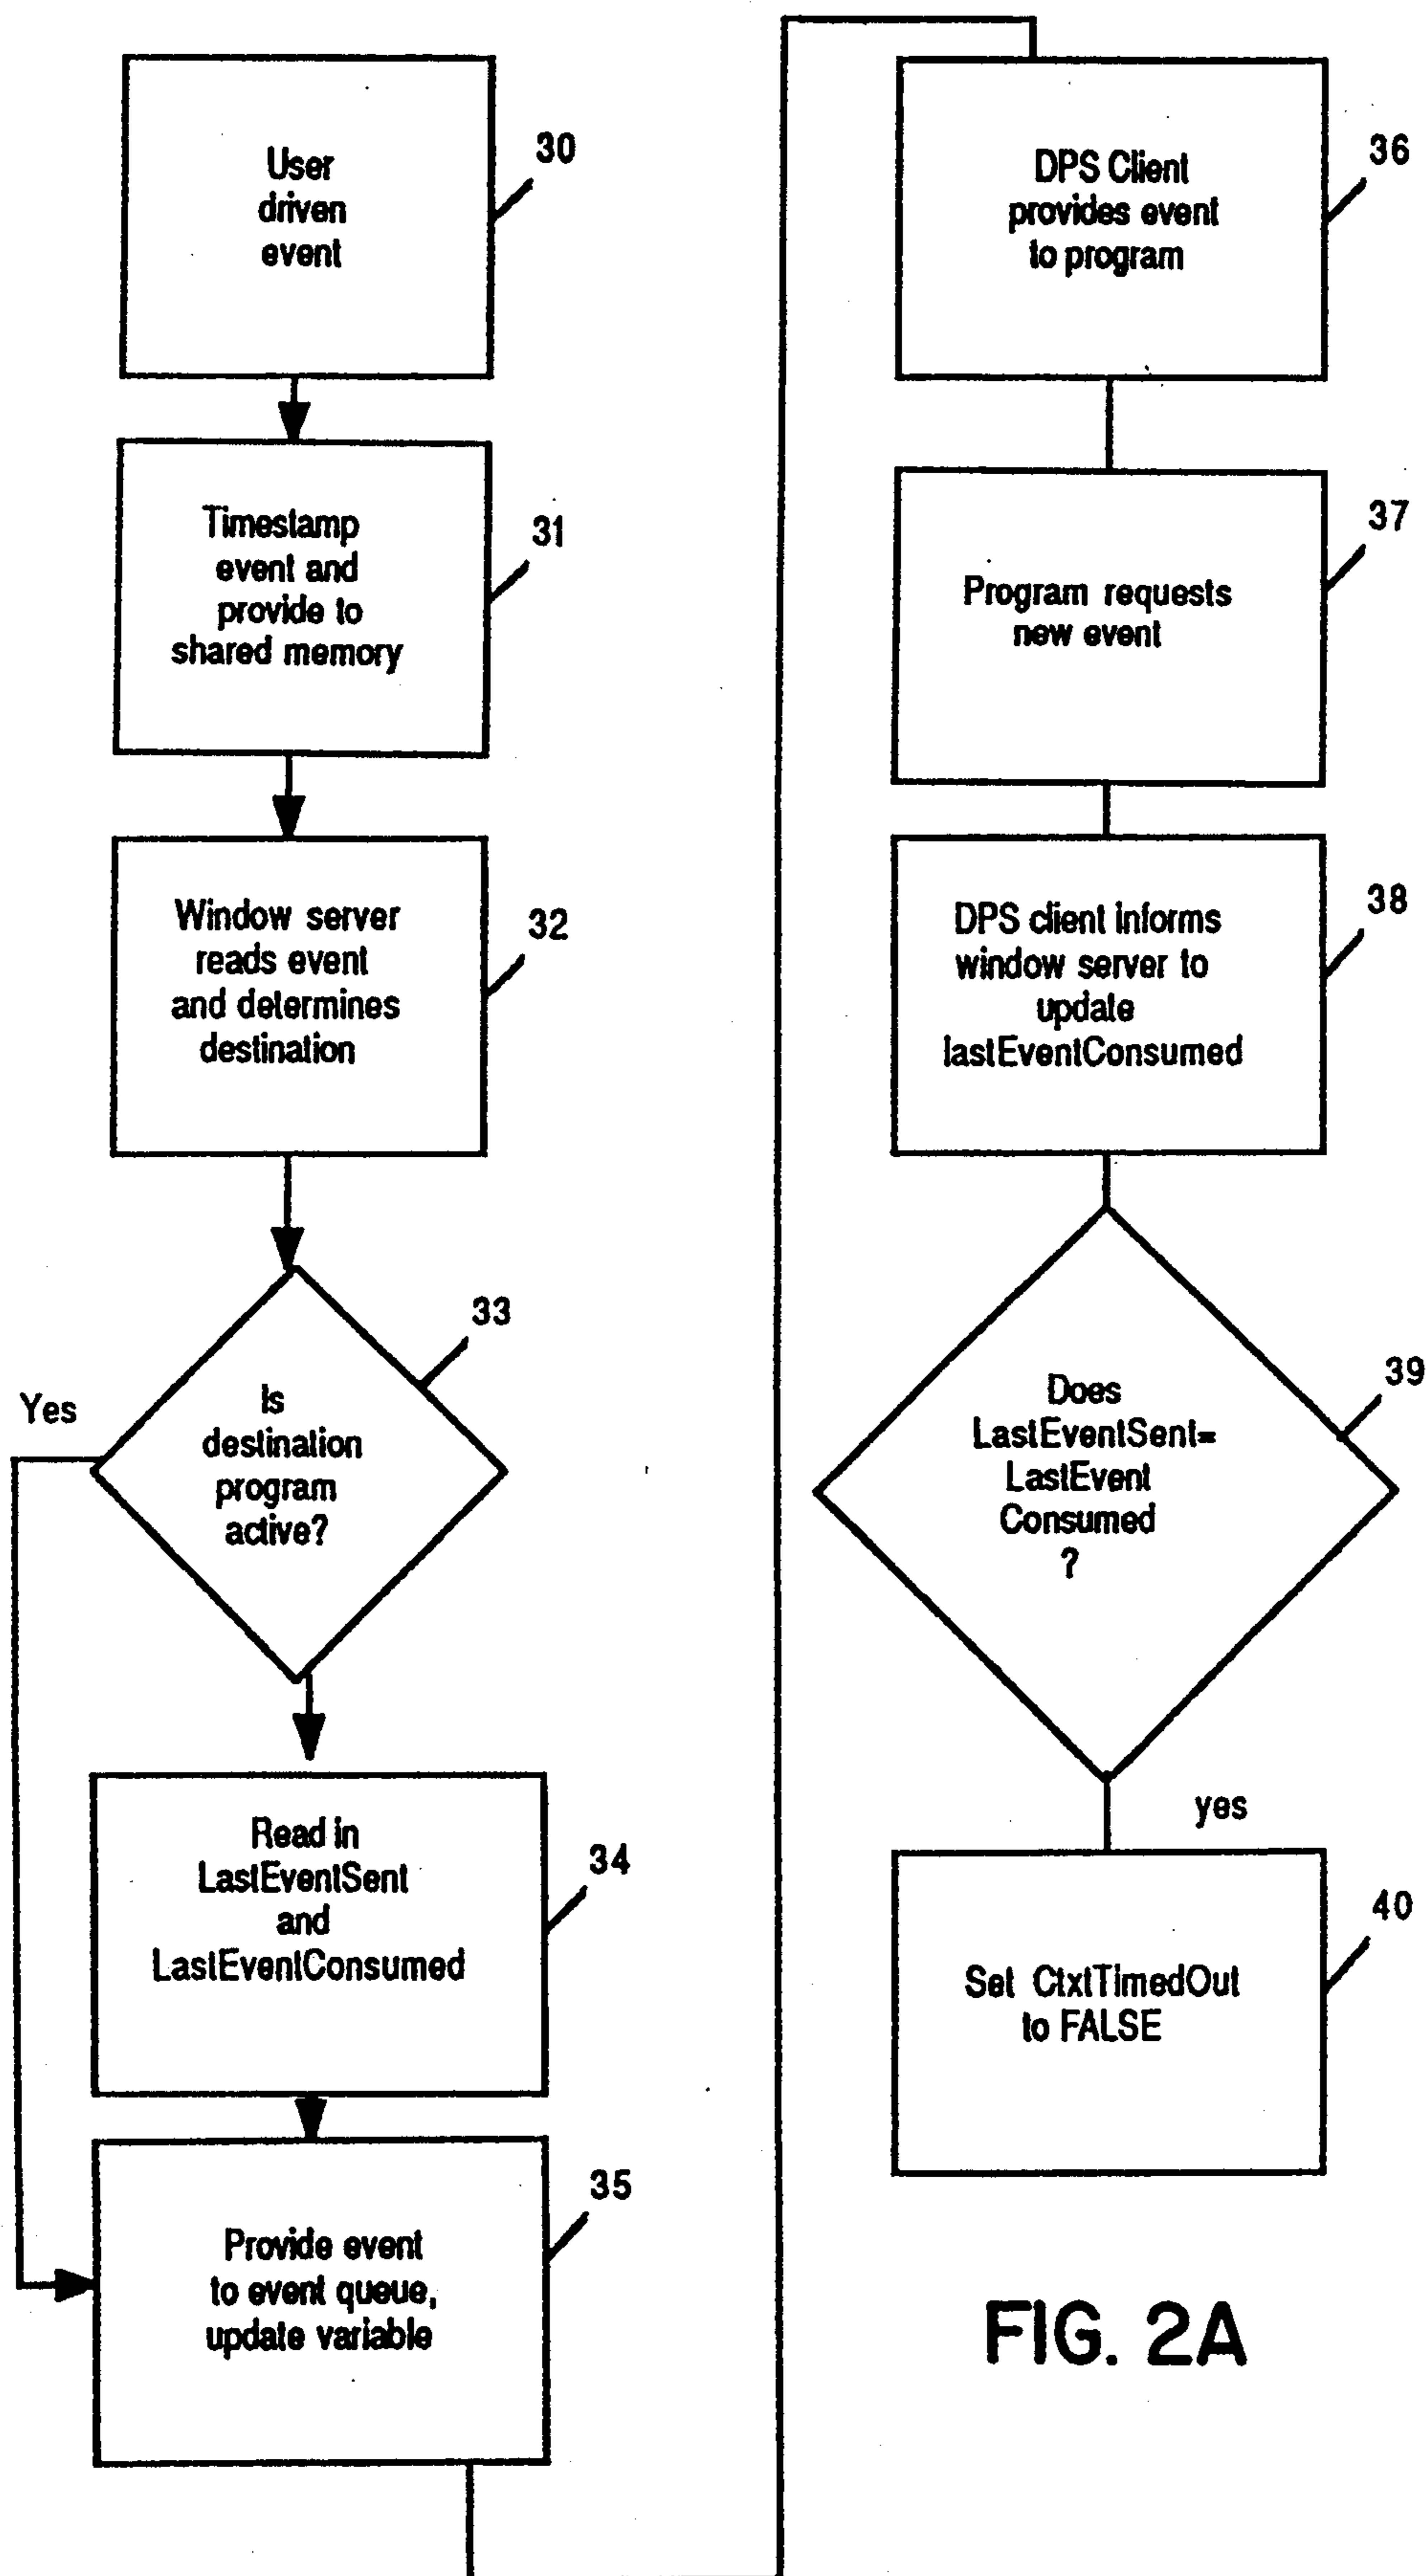 User
driven
event
30
Timestamp
event and
provide to
shared memory
31
Window server
reads event
and determines
destination
32
Is
destination
program
active?
33
Yes
Read in
LastEventSent
and
LastEventConsumed
34
Provide event
to event queue,
update variable
35
DPS Client
provides event
to program
36
Program requests
new event
37
DPS client informs
window server to
update
lastEventConsumed
38
Does
LastEventSent=
LastEvent
Consumed
?
39
yes
Set CtxtTimedOut
to FALSE
40
FIG. 2A